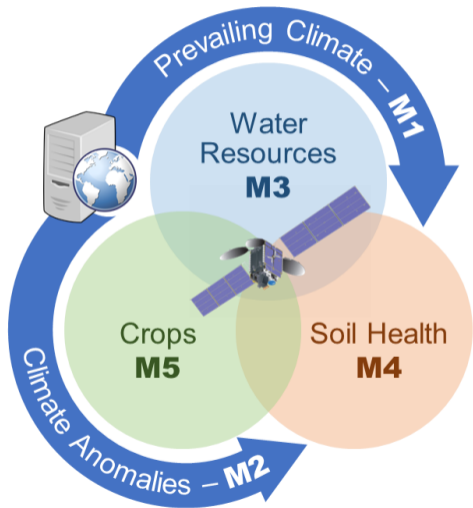 Prevailing Climate – M1
Water
Resources
M3
Crops
M5
Soil Health
M4
Climate Anomalies – M2